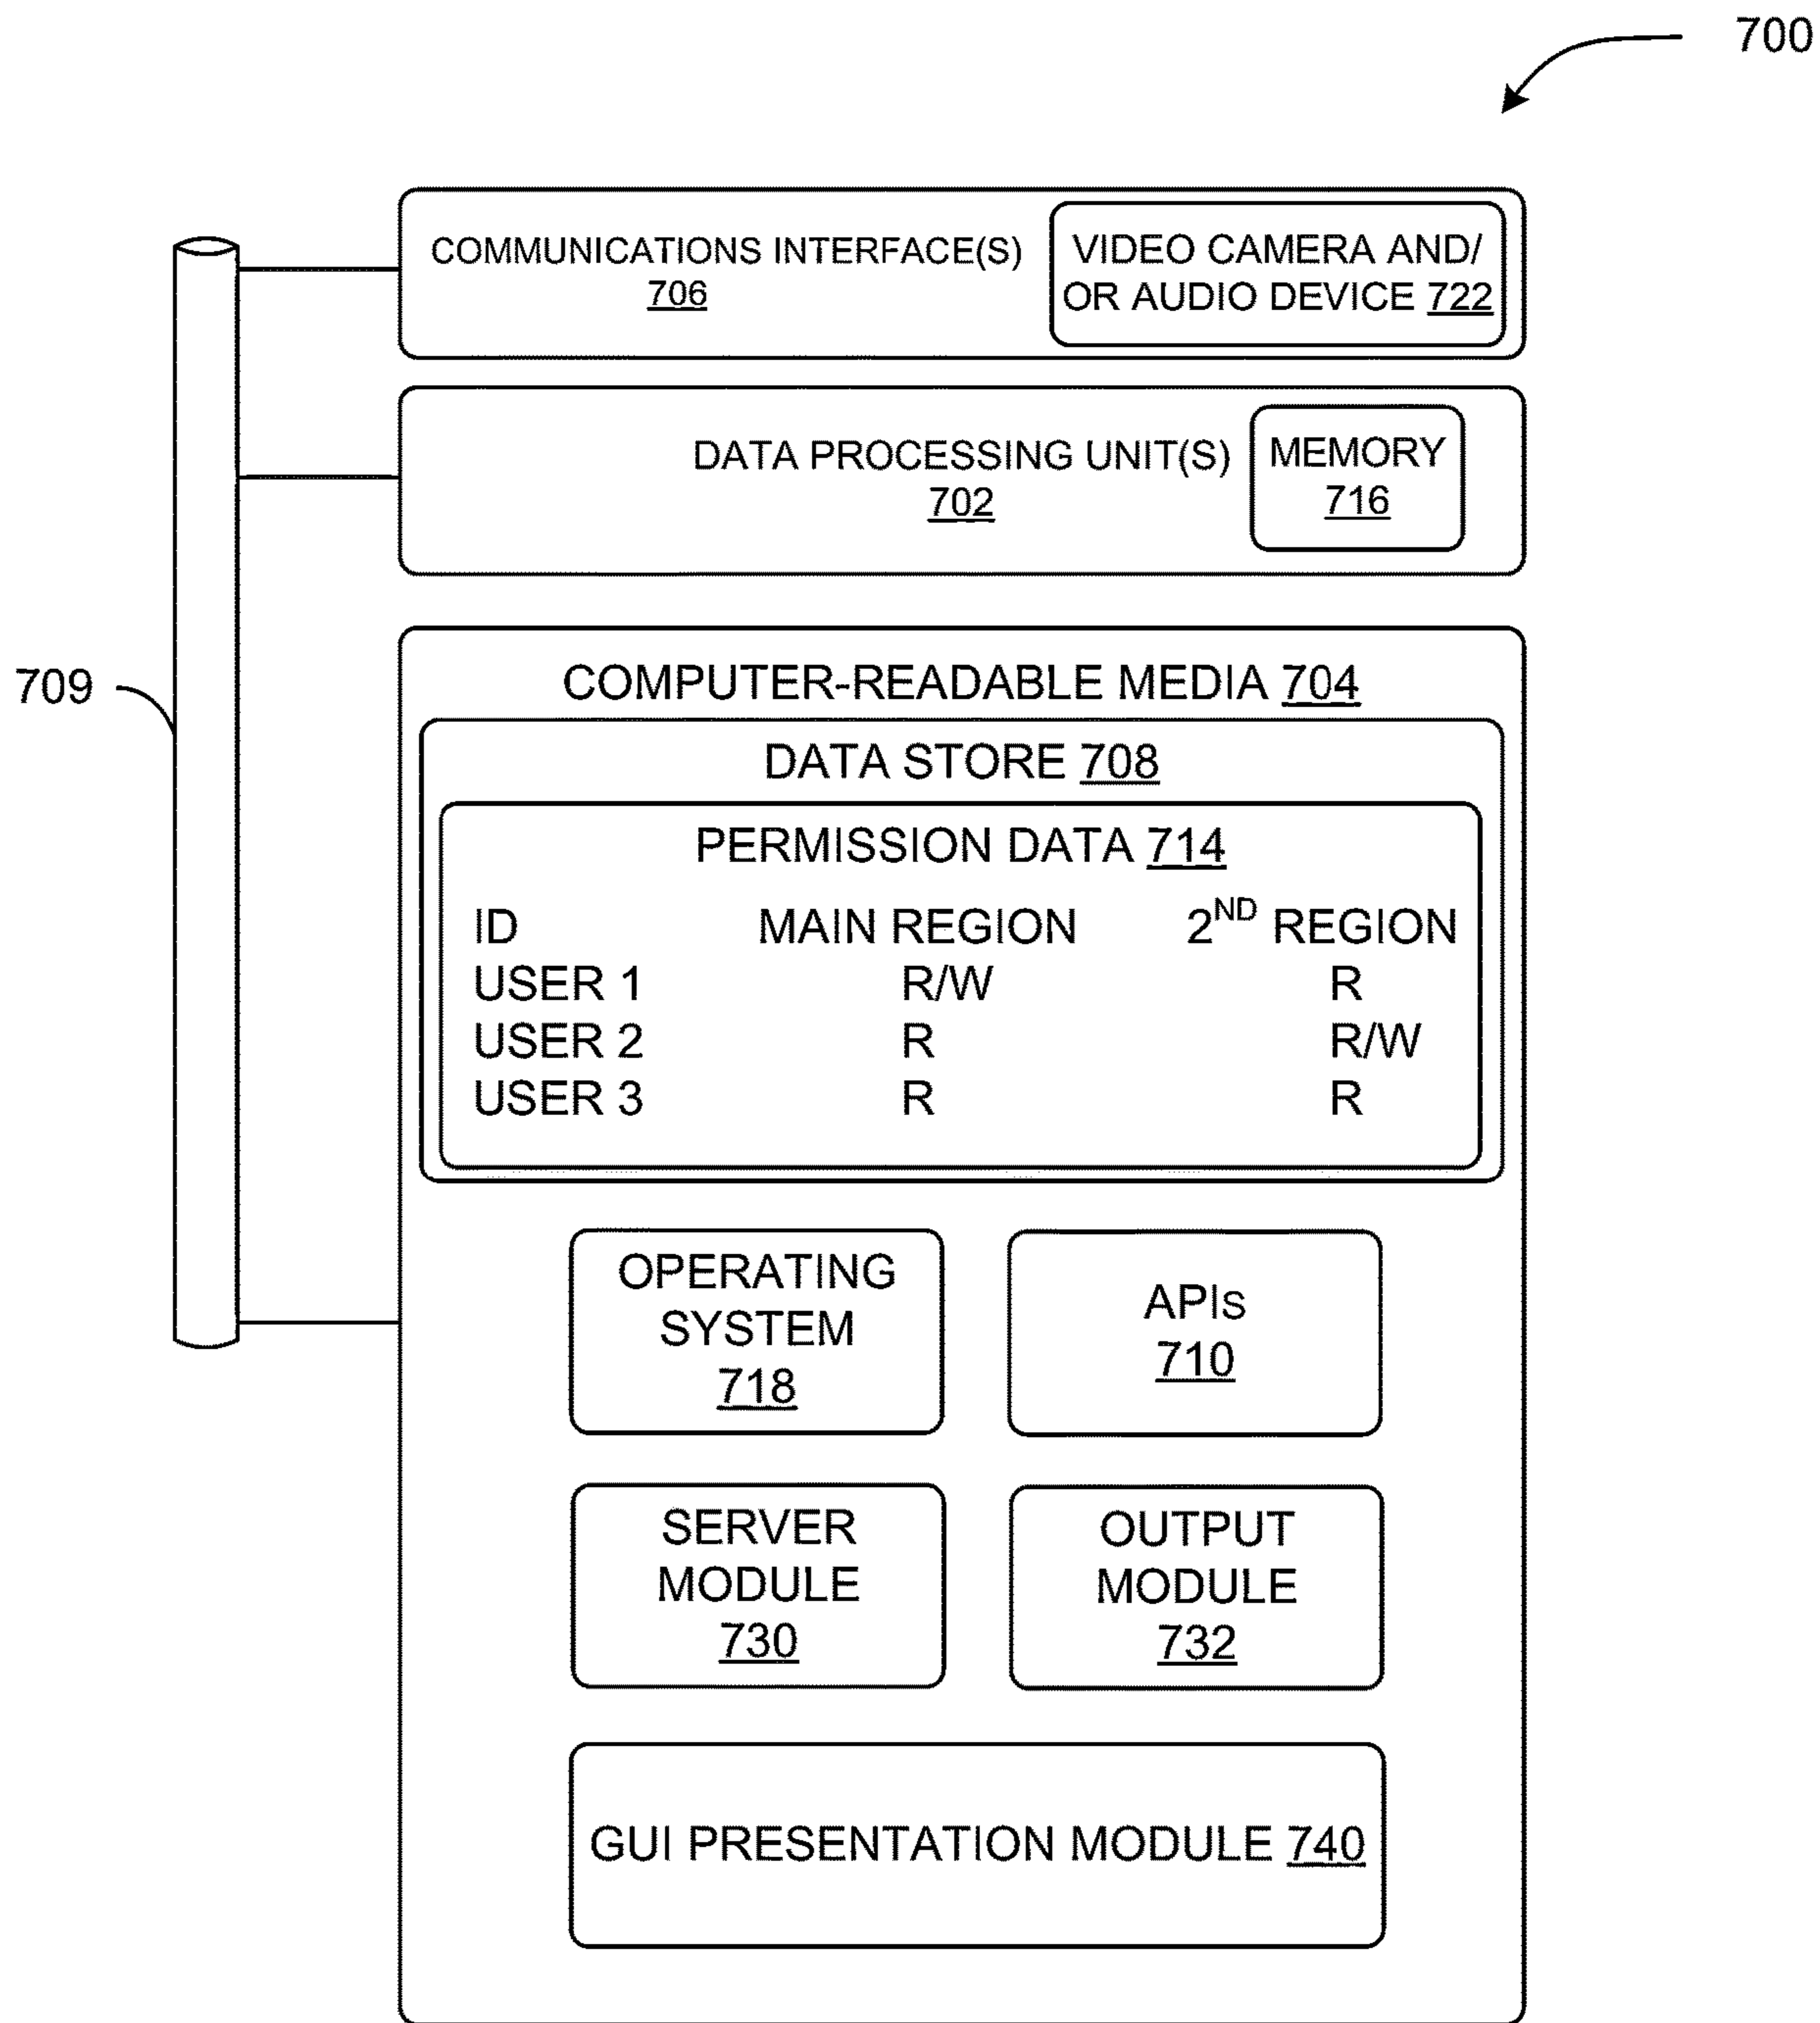 700
COMMUNICATIONS INTERFACE(S)
706
VIDEO CAMERA AND/
OR AUDIO DEVICE 722
DATA PROCESSING UNIT(S)
702
MEMORY
716
709
COMPUTER-READABLE MEDIA 704
DATA STORE 708
PERMISSION DATA 714
ID MAIN REGION 2ND REGION
USER 1 R/W R
USER 2 R R/W
USER 3 R R
OPERATING
SYSTEM
718
APIs
710
SERVER
MODULE
730
OUTPUT
MODULE
732
GUI PRESENTATION MODULE 740